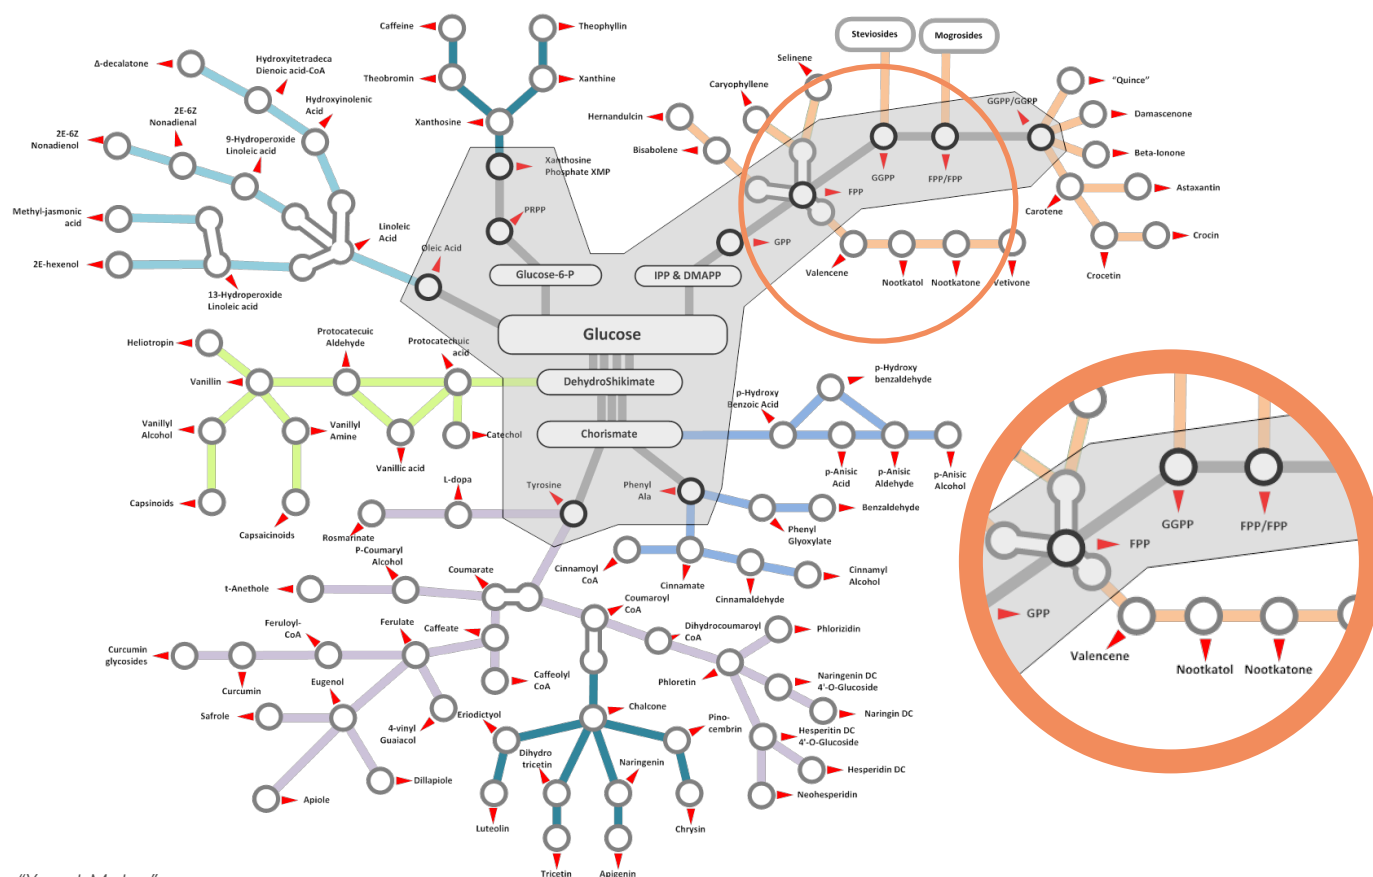 Caffeine
Theophyllin
Theobromin
Xanthine
Xanthosine
Xanthosine
Phosphate XMP
PRPP
Glucose-6-P
Δ-decalatone
Hydroxyitetradeca
Dienoic acid-CoA
Hydroxyinolenic
Acid
2E-6Z
Nonadienal
2E-6Z
Nonadienol
9-Hydroperoxide
Linoleic acid
Methyl-jasmonic
acid
Linoleic
Acid
Oleic Acid
2E-hexenol
13-Hydroperoxide
Linoleic acid
Steviosides
Mogrosides
Selinene
Caryophyllene
Hernandulcin
Bisabolene
GGPP/GGPP
"Quince"
Damascenone
Beta-Ionone
Astaxantin
Carotene
Crocin
Crocetin
GGPP
FPP/FPP
FPP
GPP
Valencene
Nootkatol
Nootkatone
Vetivone
IPP & DMAPP
Glucose
DehydroShikimate
Chorismate
Heliotropin
Protocatecuic
Aldehyde
Protocatechuic
acid
Vanillin
Vanillyl
Alcohol
Vanillyl
Amine
Vanillic acid
Catechol
Capsinoids
Capsaicinoids
p-Hydroxy
benzaldehyde
p-Hydroxy
Benzoic Acid
p-Anisic
Acid
p-Anisic
Aldehyde
p-Anisic
Alcohol
Tyrosine
Phenyl
Ala
L-dopa
Rosmarinate
Benzaldehyde
Phenyl
Glyoxylate
Cinnamoyl
CoA
Cinnamate
Cinnamaldehyde
Cinnamyl
Alcohol
P-Coumaryl
Alcohol
t-Anethole
Coumarate
Coumaroyl
CoA
Dihydrocoumaroyl
CoA
Phlorizidin
Phloretin
Naringenin DC
4'-O-Glucoside
Naringin DC
Hesperitin DC
4'-O-Glucoside
Hesperidin DC
Neohesperidin
Feruloyl-
CoA
Ferulate
Caffeate
Curcumin
glycosides
Curcumin
Caffeolyl
CoA
Eugenol
Safrole
4-vinyl
Guaiacol
Dillapiole
Apiole
Chalcone
Eriodictyol
Dihydro
tricetin
Naringenin
Pino-
cembrin
Luteolin
Tricetin
Apigenin
Chrysin
GGPP
FPP/FPP
FPP
GPP
Valencene
Nootkatol
Nootkatone